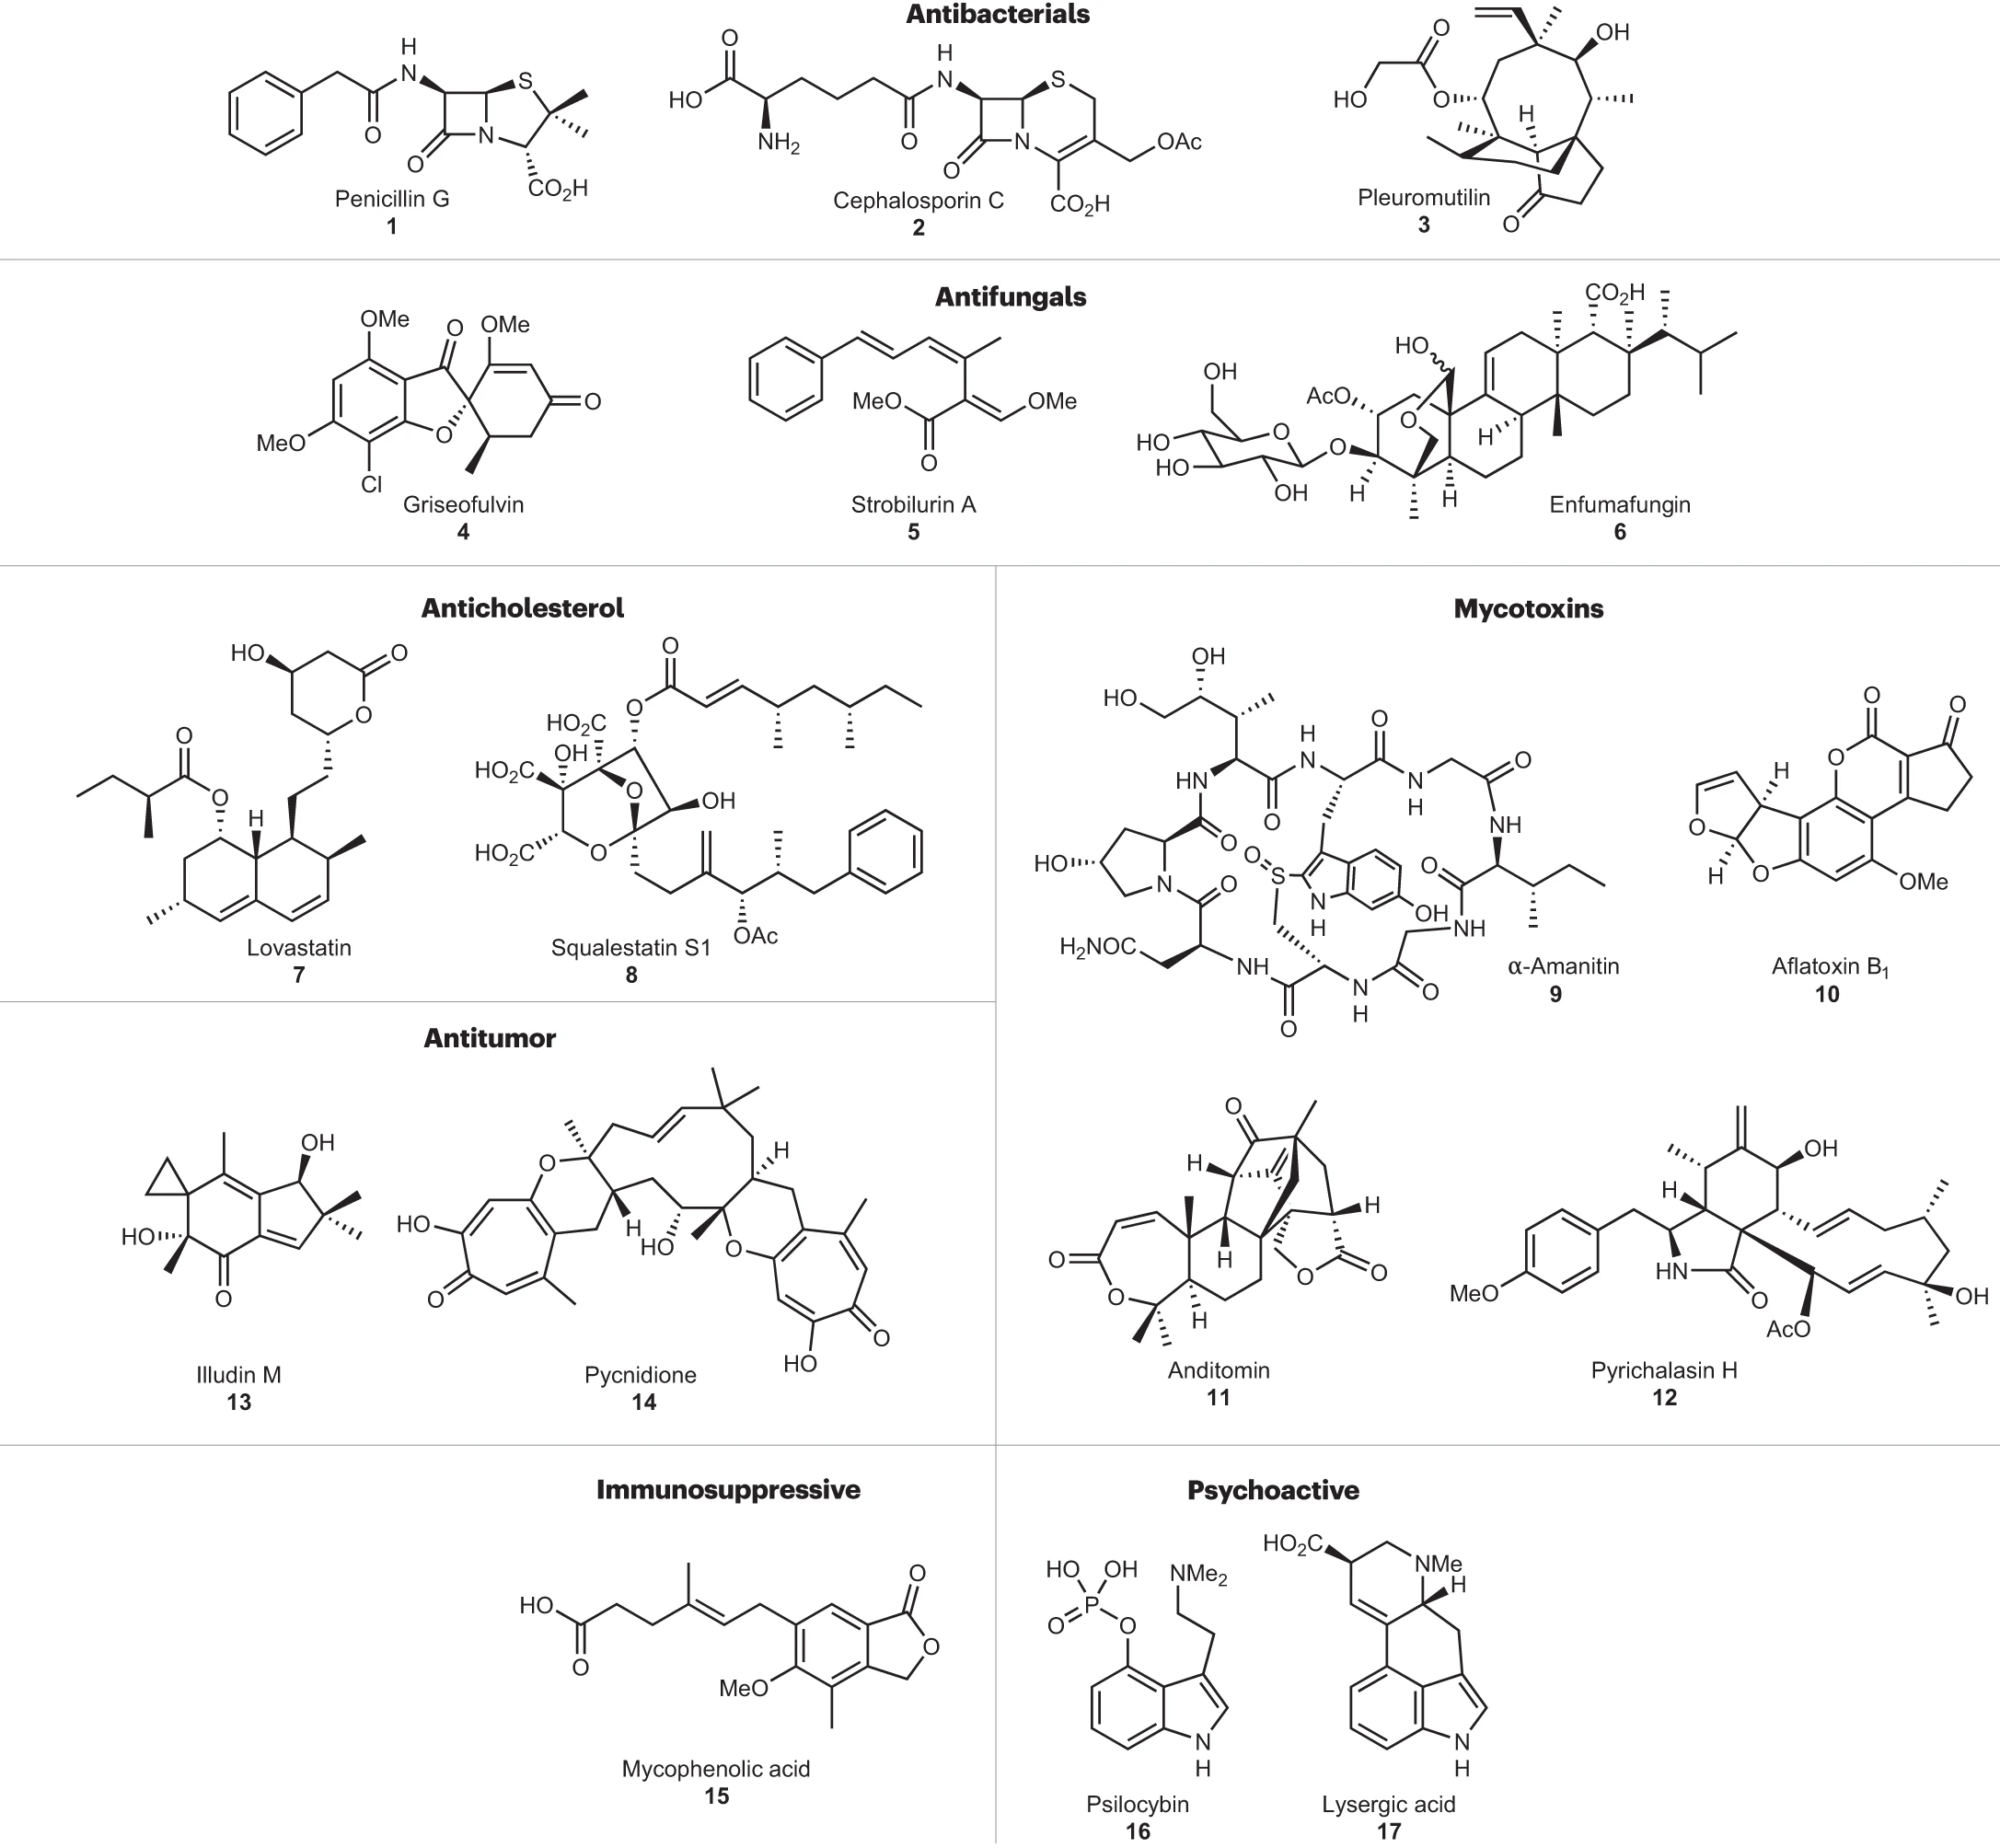 Antibacterials
H
N
O
O
N
S
CO2H
Penicillin G
1
O
HO
NH2
O
H
N
O
N
S
OAc
CO2H
Cephalosporin C
2
O
HO
O
H
OH
O
Pleuromutilin
3
Antifungals
OMe
O
OMe
O
MeO
O
Cl
Griseofulvin
4
MeO
OMe
O
Strobilurin A
5
CO2H
HO
OH
AcO
O
HO
O
O
H
HO
OH
H
H
Enfumafungin
6
Anticholesterol
HO
O
O
O
O
H
Lovastatin
7
O
O
HO2C
OH
HO2C
O
OH
HO2C
O
OAc
Squalestatin S1
8
Mycotoxins
OH
HO
H
N
O
O
HN
O
N
H
O
NH
HO
N
O
O
S
N
H
OH
O
NH
H2NOC
NH
O
N
H
O
α-Amanitin
9
O
O
O
H
O
H
O
OMe
Aflatoxin B1
10
Antitumor
OH
HO
O
Illudin M
13
O
H
HO
H
HO
O
O
O
HO
Pycnidione
14
O
H
H
O
H
O
O
O
H
Anditomin
11
OH
H
HN
MeO
O
OH
AcO
Pyrichalasin H
12
Immunosuppressive
HO
O
O
O
MeO
Mycophenolic acid
15
Psychoactive
HO
OH
NMe2
P
O
O
N
H
Psilocybin
16
HO2C
NMe
H
N
H
Lysergic acid
17